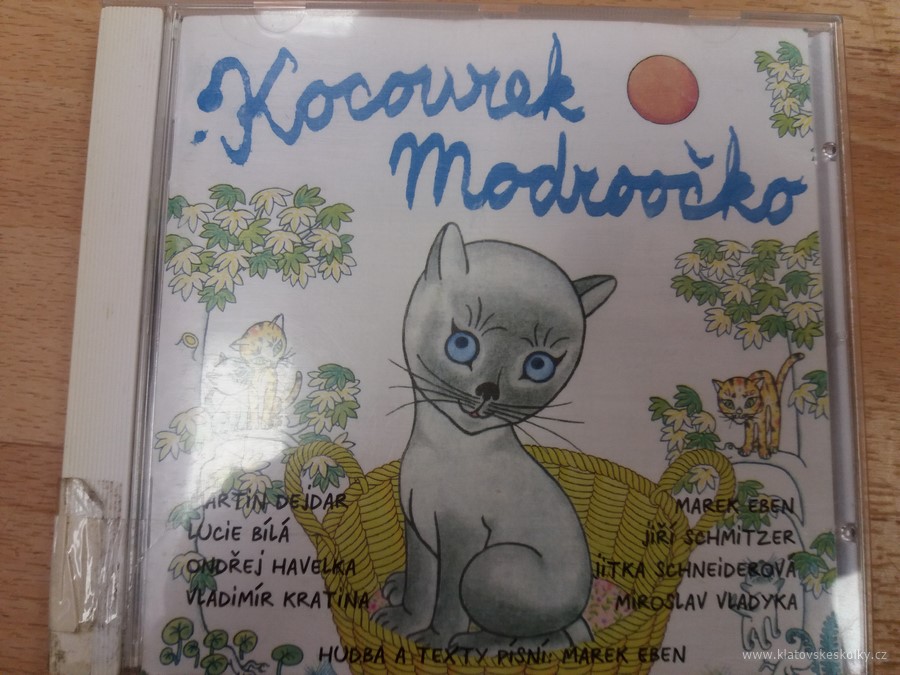 Kocourek
Modroočko
MARTIN DEJDAR
LUCIE BÍLÁ
ONDŘEJ HAVELKA
VLADIMÍR KRATINA
MAREK EBEN
JIŘÍ SCHMITZER
JITKA SCHNEIDEROVÁ
MIROSLAV VLADYKA
HUDBA A TEXTY PÍSNÍ: MAREK EBEN
www.klatovskeskolky.cz